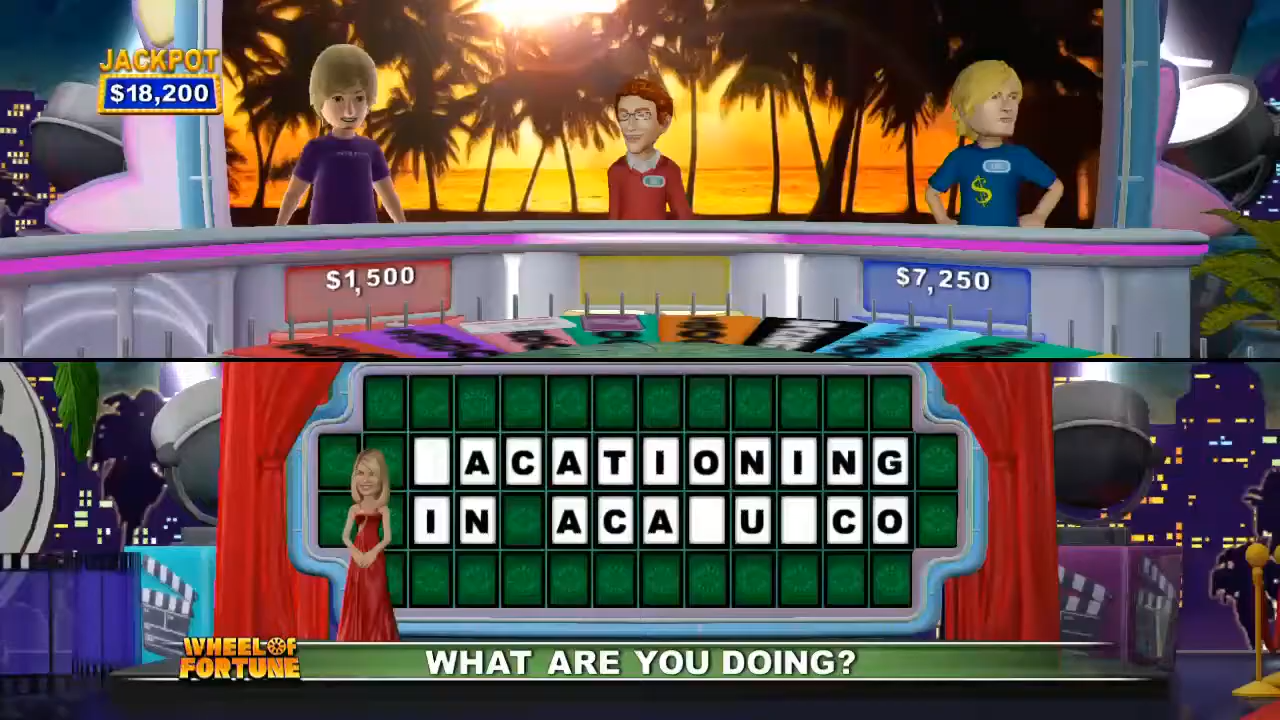 JACKPOT
$18,200
$
$1,500
$7,250
ACATIONING
IN ACA U CO
WHEEL OF
FORTUNE
WHAT ARE YOU DOING?